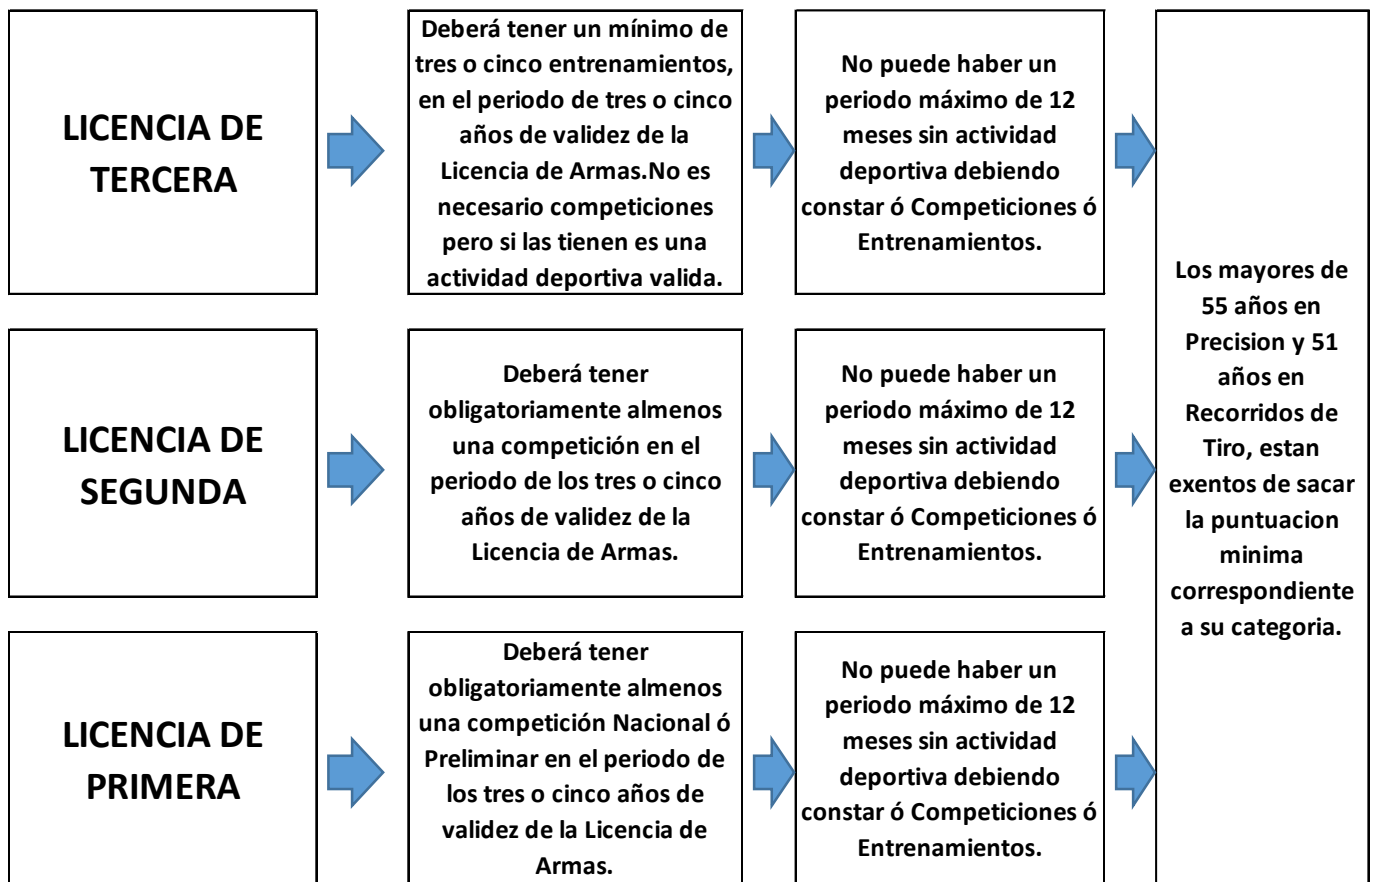 LICENCIA DE
TERCERA
Deberá tener un mínimo de
tres o cinco entrenamientos,
en el periodo de tres o cinco
años de validez de la
Licencia de Armas.No es
necesario competiciones
pero si las tienen es una
actividad deportiva valida.
No puede haber un
periodo máximo de 12
meses sin actividad
deportiva debiendo
constar ó Competiciones ó
Entrenamientos.
LICENCIA DE
SEGUNDA
Deberá tener
obligatoriamente almenos
una competición en el
periodo de los tres o cinco
años de validez de la
Licencia de Armas.
No puede haber un
periodo máximo de 12
meses sin actividad
deportiva debiendo
constar ó Competiciones ó
Entrenamientos.
LICENCIA DE
PRIMERA
Deberá tener
obligatoriamente almenos
una competición Nacional ó
Preliminar en el periodo de
los tres o cinco años de
validez de la Licencia de
Armas.
No puede haber un
periodo máximo de 12
meses sin actividad
deportiva debiendo
constar ó Competiciones ó
Entrenamientos.
Los mayores de
55 años en
Precision y 51
años en
Recorridos de
Tiro, estan
exentos de sacar
la puntuacion
minima
correspondiente
a su categoria.